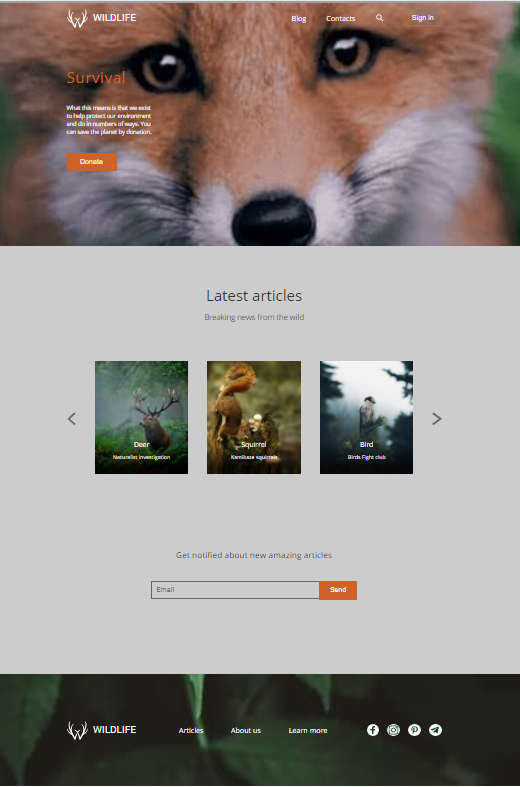 WILDLIFE
Blog
Contacts
Sign in
Survival
What this means is that we exist
to help protect our environment
and do in numbers of ways. You
can save the planet by donation.
Donate
Latest articles
Breaking news from the wild
Deer
Naturalist investigation
Squirrel
Kamikase squirrels
Bird
Birds Fight club
Get notified about new amazing articles
Email
Send
WILDLIFE
Articles
About us
Learn more